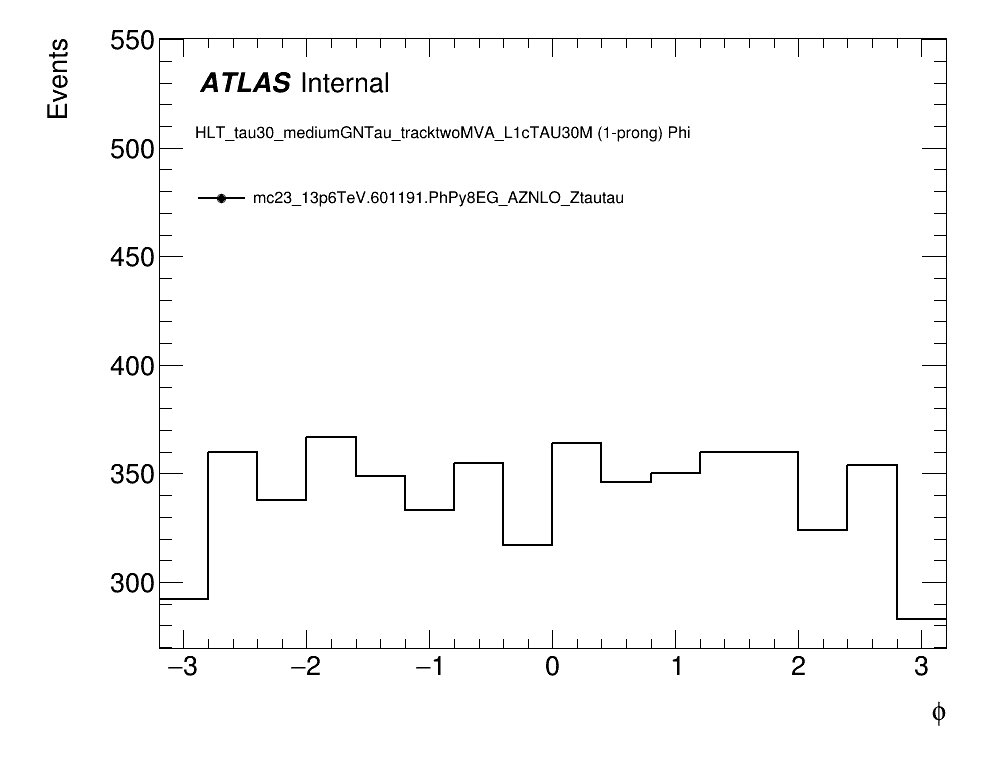 Events
550
500
450
400
350
300
ATLAS Internal
HLT_tau30_mediumGNTau_tracktwoMVA_L1cTAU30M (1-prong) Phi
mc23_13p6TeV.601191.PhPy8EG_AZNLO_Ztautau
−3 −2 −1 0 1 2 3
ϕ